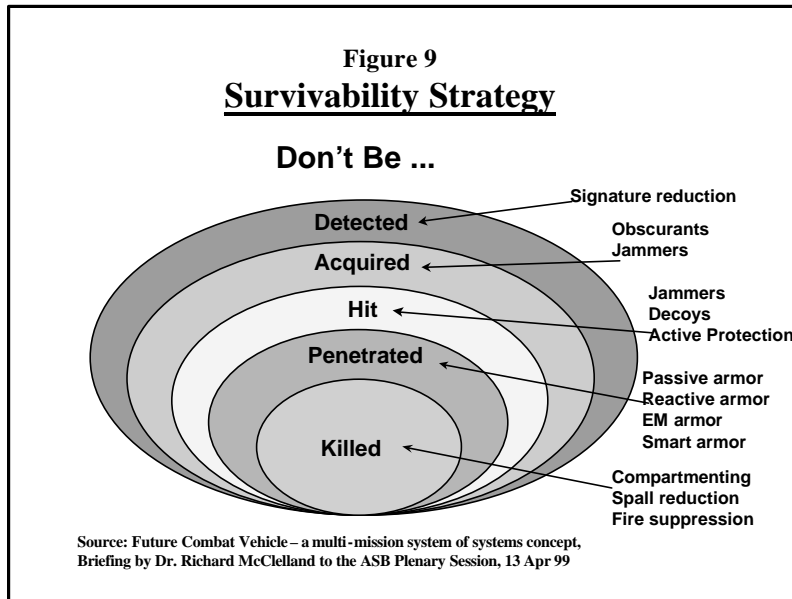 Figure 9
Survivability Strategy
Don't Be ...
Detected
Signature reduction
Acquired
Obscurants
Jammers
Hit
Jammers
Decoys
Active Protection
Penetrated
Passive armor
Reactive armor
EM armor
Smart armor
Killed
Compartmenting
Spall reduction
Fire suppression
Source: Future Combat Vehicle – a multi-mission system of systems concept,
Briefing by Dr. Richard McClelland to the ASB Plenary Session, 13 Apr 99